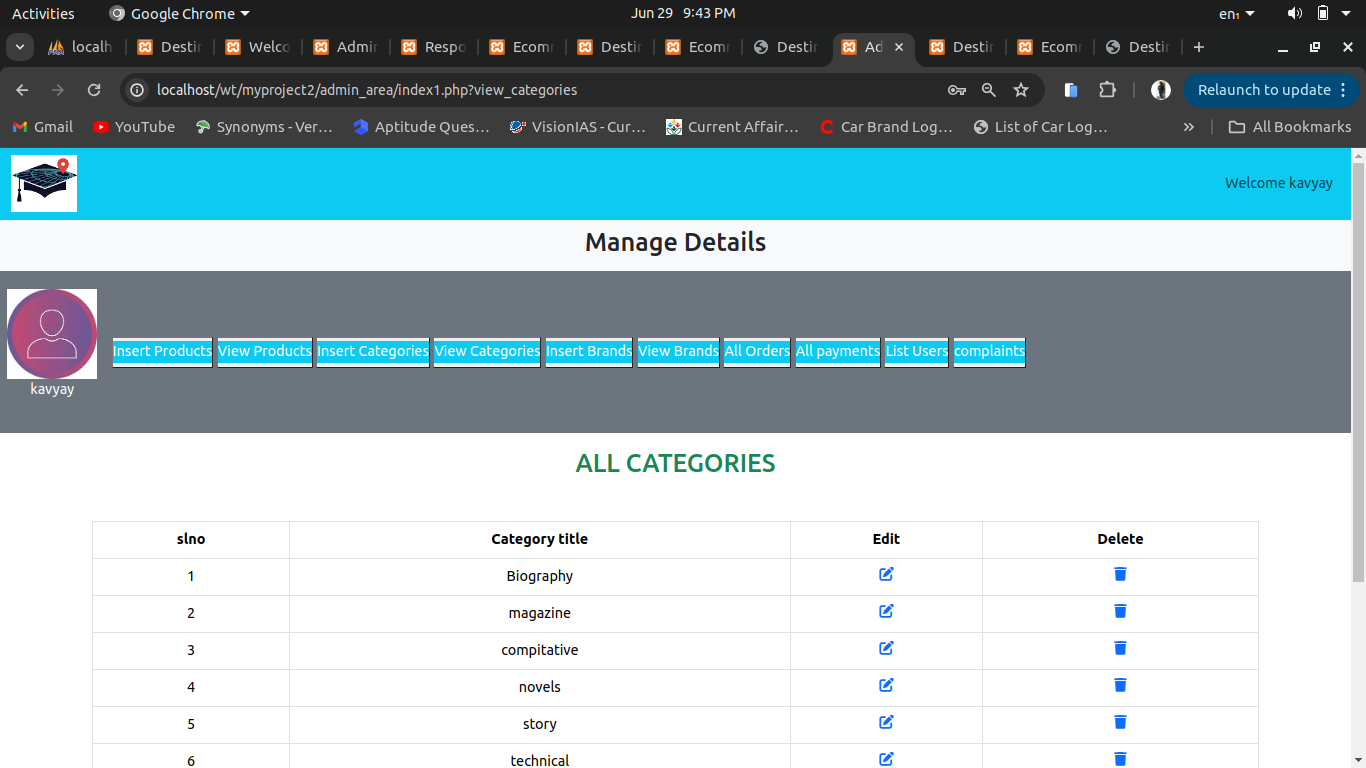 Activities Google Chrome Jun 29 9:43 PM en₁
localh Destir Welco Admir Respo Ecomr Destir Ecomr Destir Ad Destir Ecomr Destir
localhost/wt/myproject2/admin_area/index1.php?view_categories Relaunch to update
Gmail YouTube Synonyms - Ver… Aptitude Ques… VisionIAS - Cur… Current Affair… Car Brand Log… List of Car Log… » All Bookmarks
Welcome kavyay
Manage Details
Insert Products View Products Insert Categories View Categories Insert Brands View Brands All Orders All payments List Users complaints
kavyay
ALL CATEGORIES
slno Category title Edit Delete
1 Biography
2 magazine
3 compitative
4 novels
5 story
6 technical